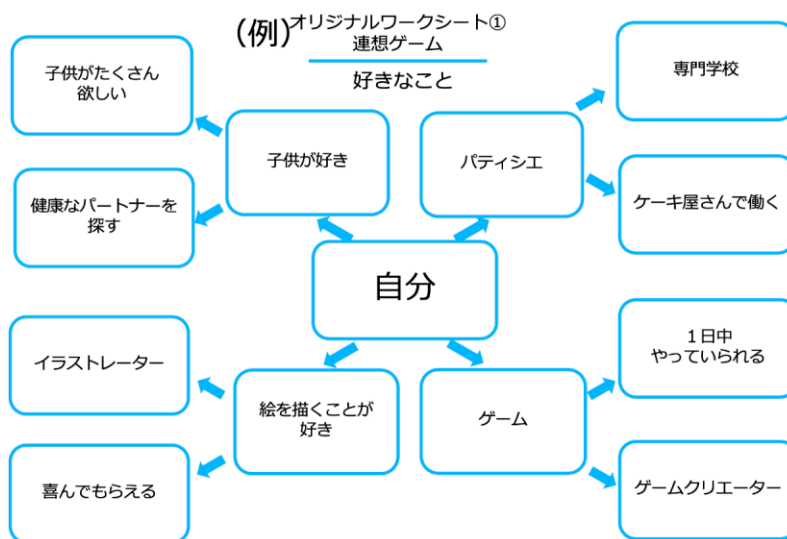 (例)オリジナルワークシート①
連想ゲーム
好きなこと
子供がたくさん
欲しい
子供が好き
健康なパートナーを
探す
パティシエ
専門学校
ケーキ屋さんで働く
自分
イラストレーター
絵を描くことが
好き
喜んでもらえる
ゲーム
１日中
やっていられる
ゲームクリエーター